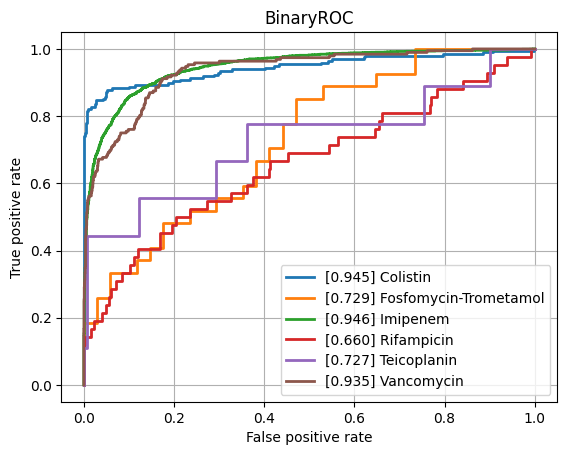 BinaryROC
True positive rate
1.0
0.8
0.6
0.4
0.2
0.0
[0.945] Colistin
[0.729] Fosfomycin-Trometamol
[0.946] Imipenem
[0.660] Rifampicin
[0.727] Teicoplanin
[0.935] Vancomycin
0.0 0.2 0.4 0.6 0.8 1.0
False positive rate